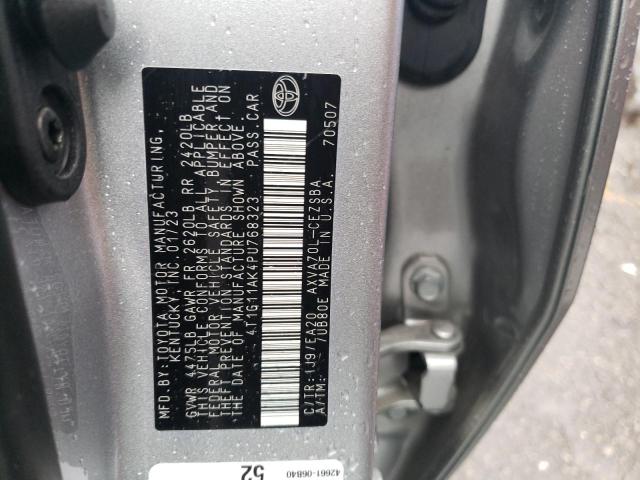 MFD.BY:TOYOTA MOTOR MANUFACTURING,
KENTUCKY, INC. 01/23
GVWR 4475LB GAWR FR 2620LB RR 2420LB
THIS VEHICLE CONFORMS TO ALL APPLICABLE
FEDERAL MOTOR VEHICLE SAFETY BUMPER AND
THEFT PREVENTION STANDARDS IN EFFECT ON
THE DATE OF MANUFACTURE SHOWN ABOVE.
4T1G11AK4PU768323 PASS.CAR
C/TR: 1J9/EA20 AXVA70L-CEZSBA
A/TM: -/UB80E MADE IN U.S.A. 70507
52
42661-06B40